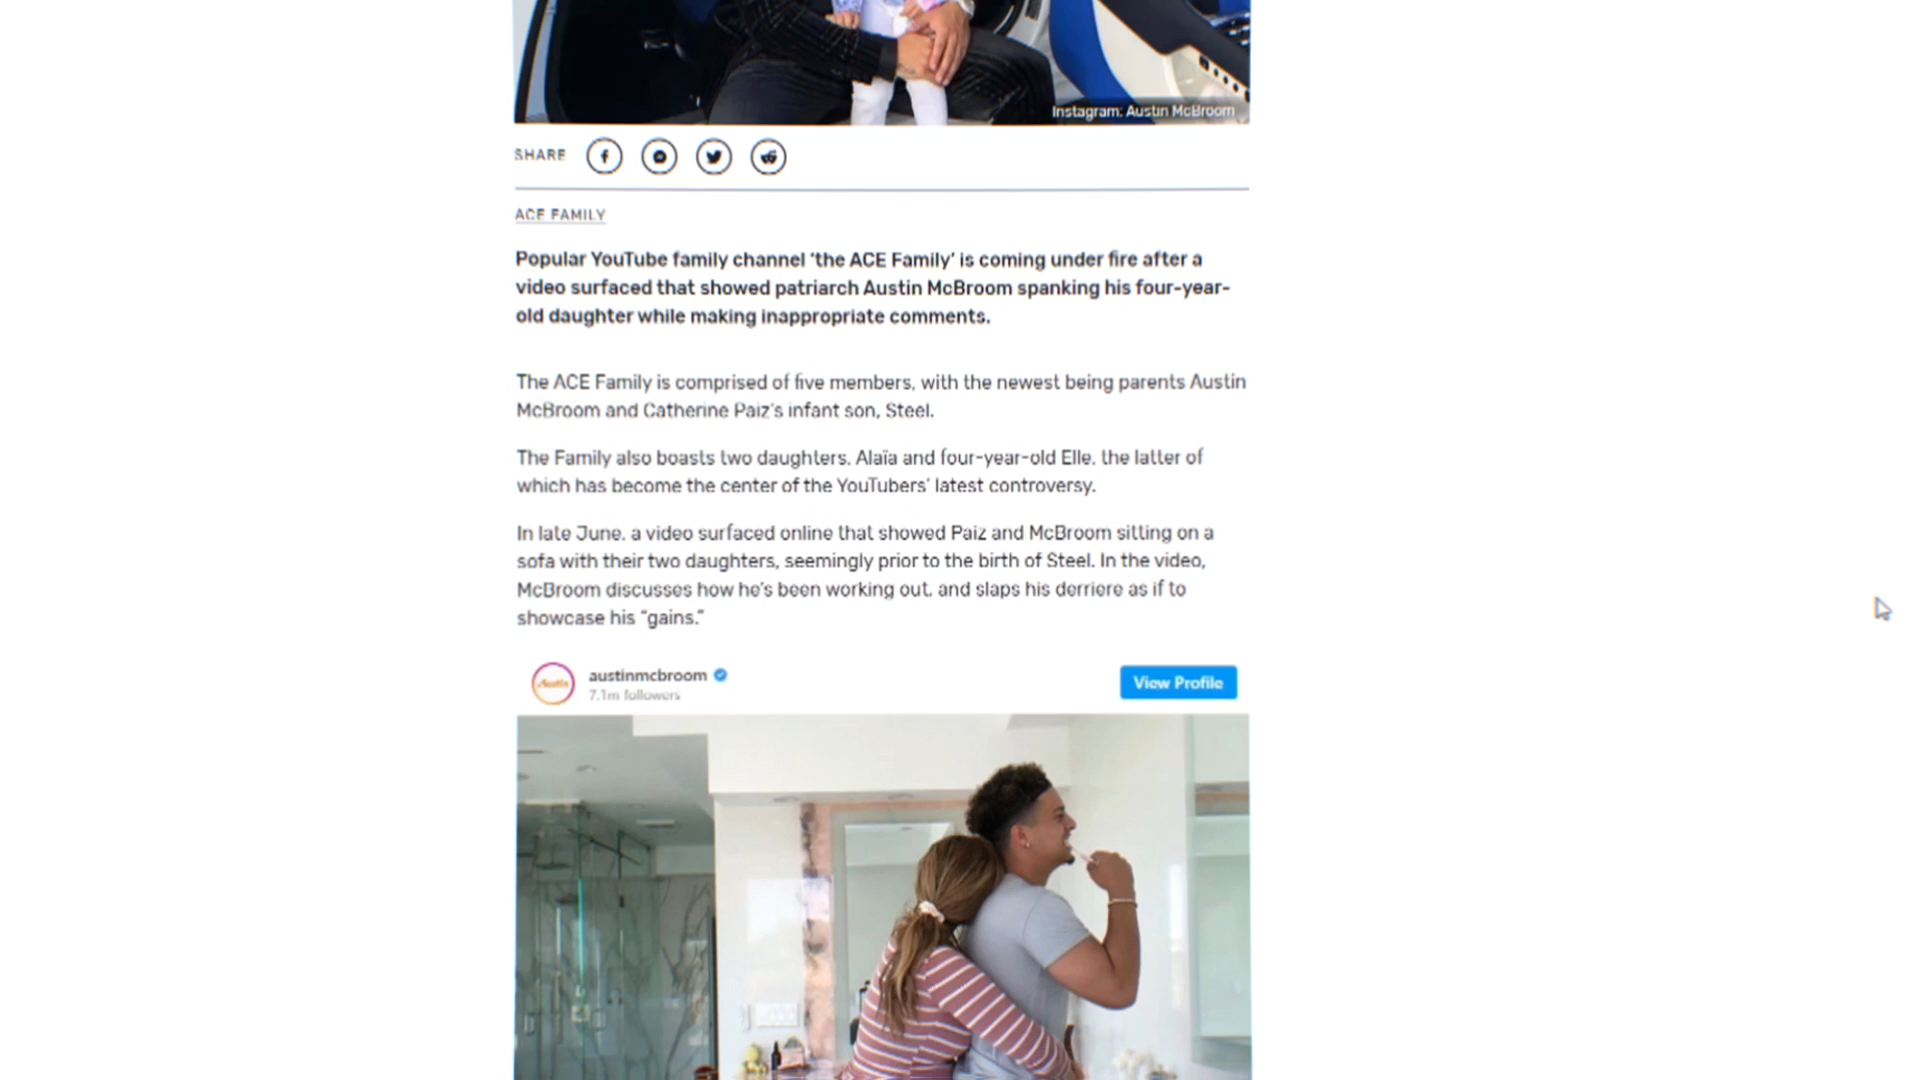 Instagram: Austin McBroom
SHARE
ACE FAMILY
Popular YouTube family channel ‘the ACE Family’ is coming under fire after a
video surfaced that showed patriarch Austin McBroom spanking his four-year-
old daughter while making inappropriate comments.
The ACE Family is comprised of five members, with the newest being parents Austin
McBroom and Catherine Paiz’s infant son, Steel.
The Family also boasts two daughters, Alaïa and four-year-old Elle, the latter of
which has become the center of the YouTubers’ latest controversy.
In late June, a video surfaced online that showed Paiz and McBroom sitting on a
sofa with their two daughters, seemingly prior to the birth of Steel. In the video,
McBroom discusses how he’s been working out, and slaps his derriere as if to
showcase his “gains.”
Austin
austinmcbroom
View Profile
7.1m followers